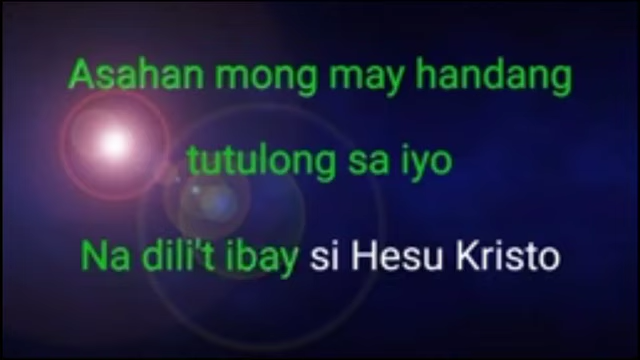 Asahan mong may handang
tutulong sa iyo
Na dili't ibay si Hesu Kristo